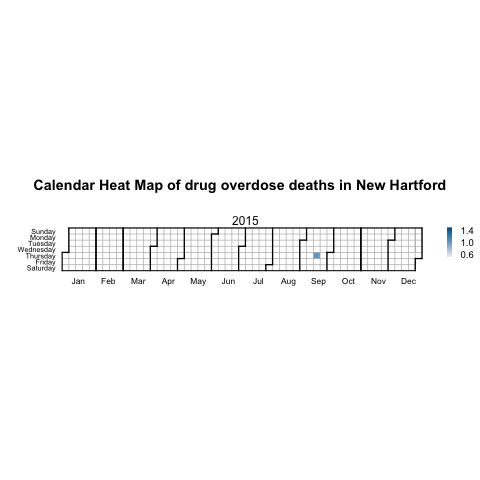 Calendar Heat Map of drug overdose deaths in New Hartford
2015
Sunday
Monday
Tuesday
Wednesday
Thursday
Friday
Saturday
Jan Feb Mar Apr May Jun Jul Aug Sep Oct Nov Dec
1.4
1.0
0.6